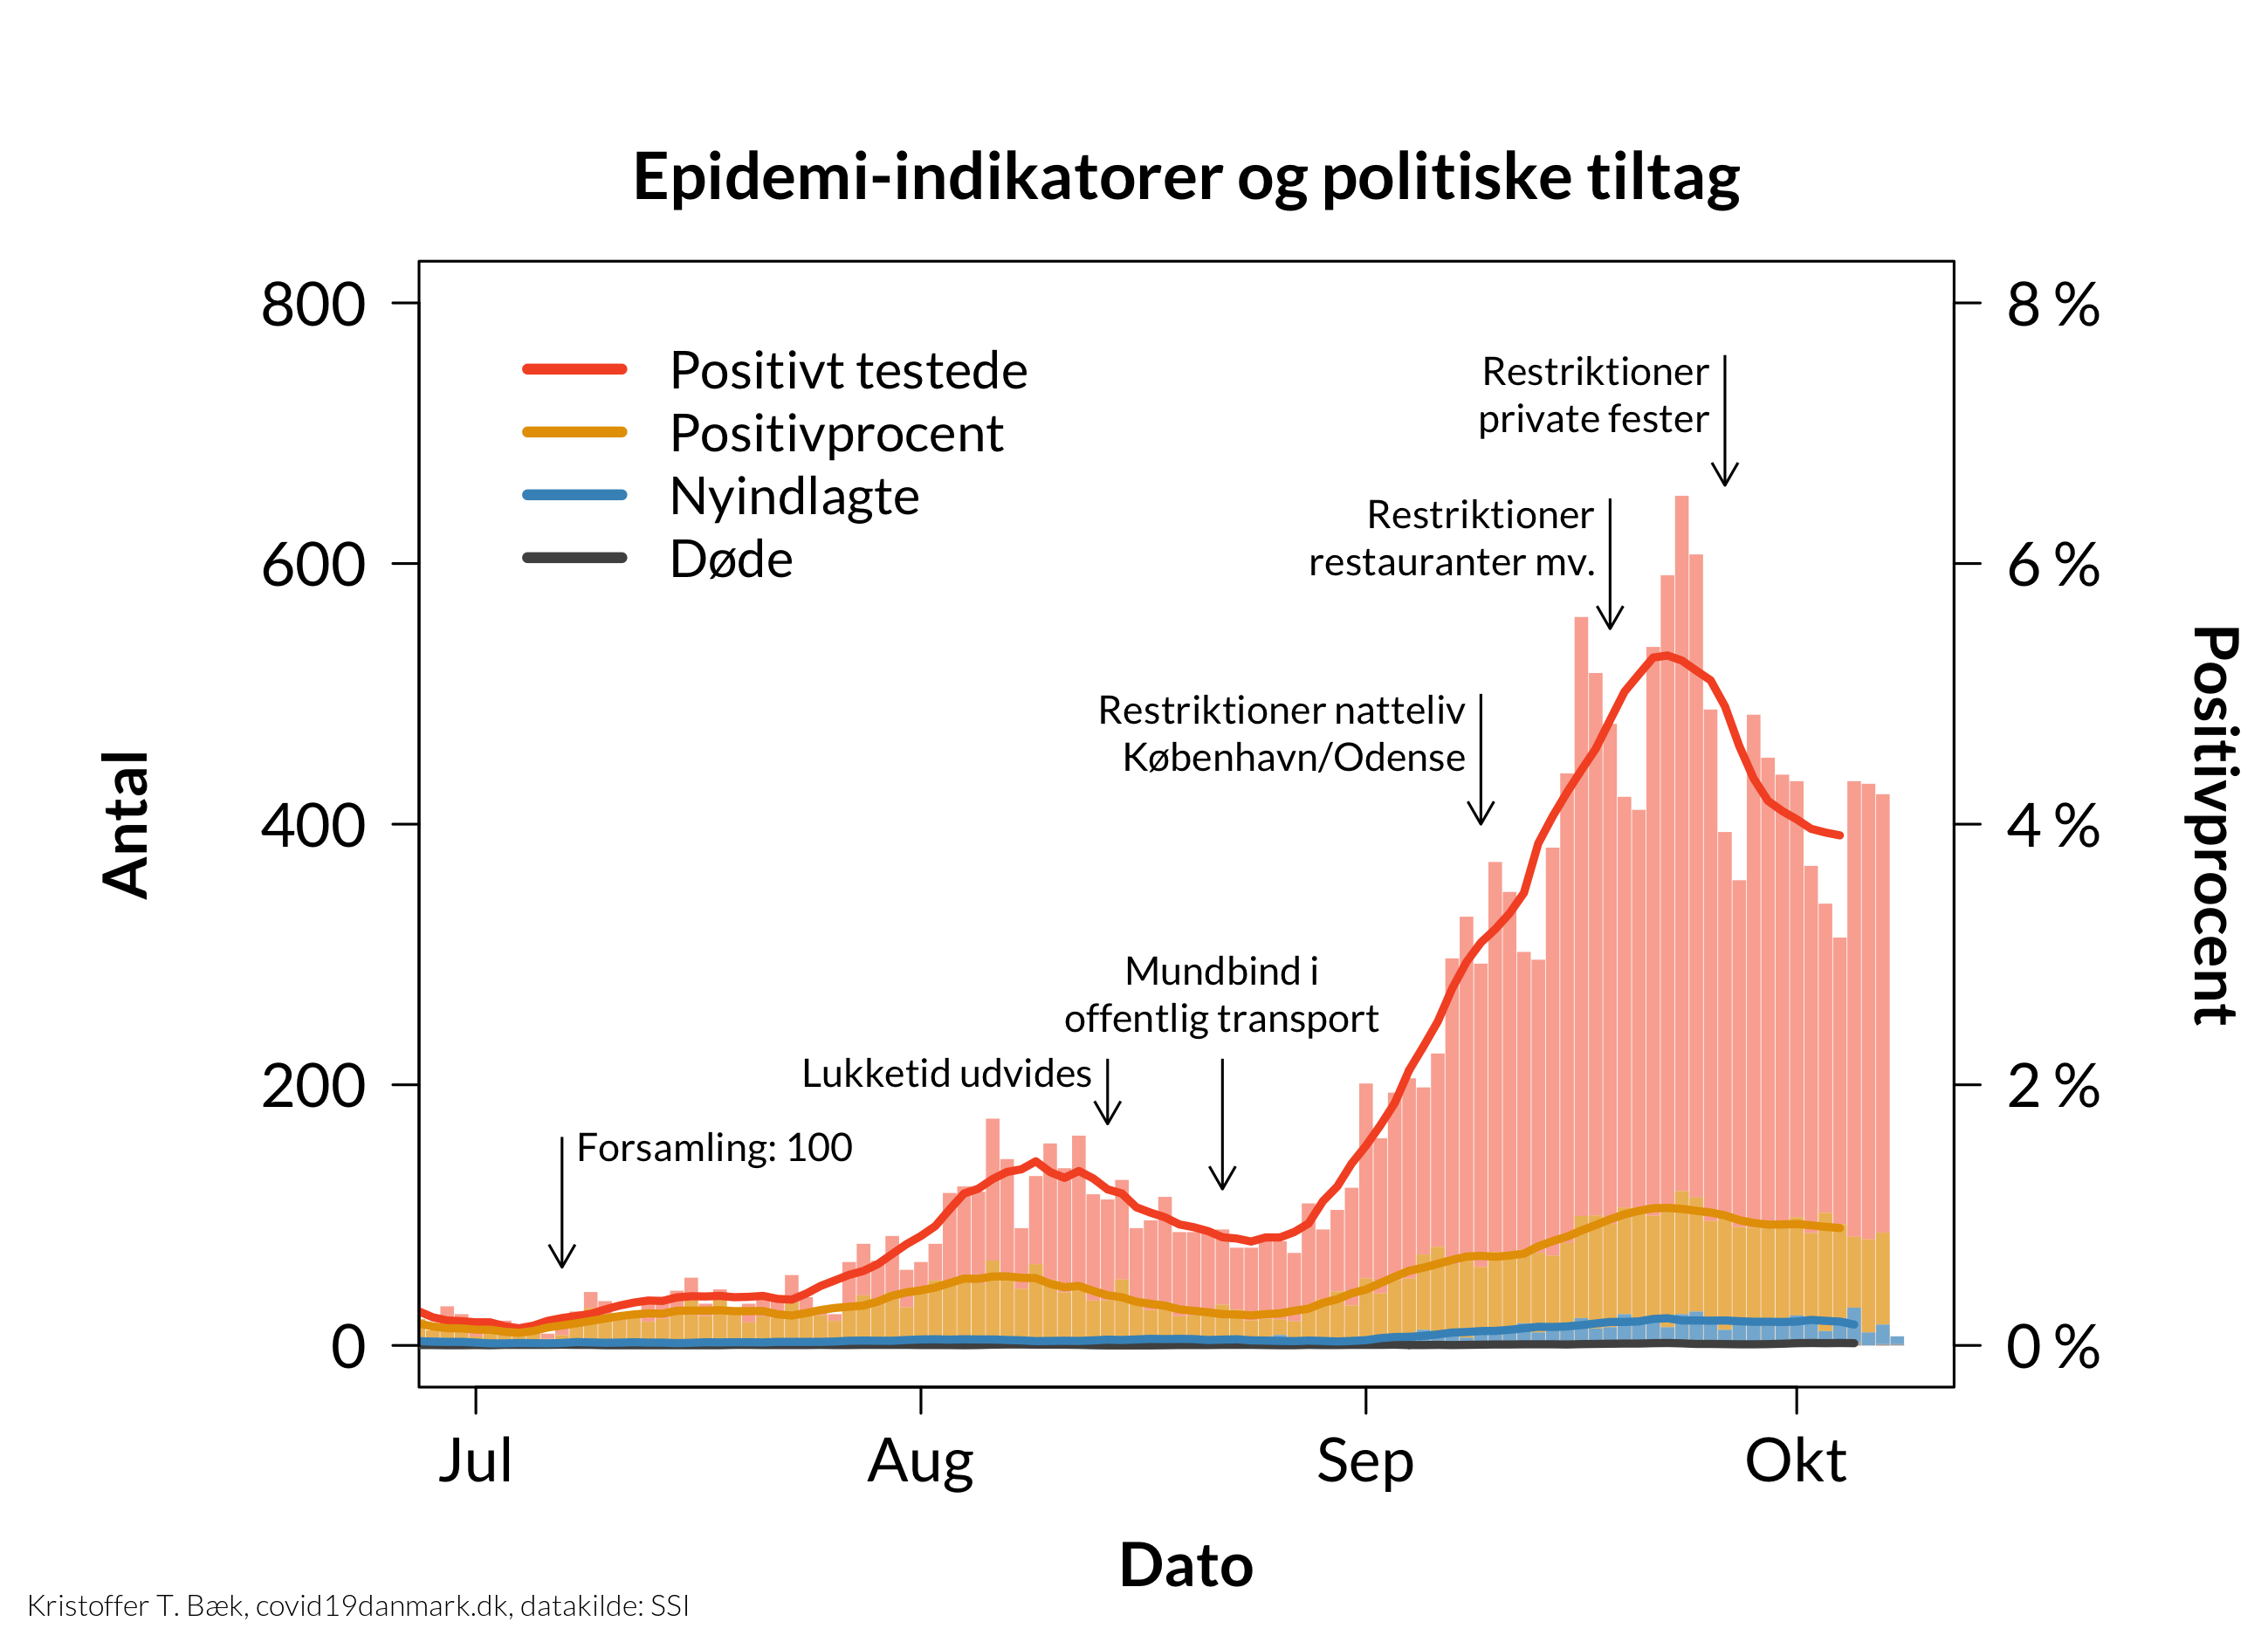 Epidemi-indikatorer og politiske tiltag
800
600
400
200
0
8 %
6 %
4 %
2 %
0 %
Antal
Positivprocent
Positivt testede
Positivprocent
Nyindlagte
Døde
Restriktioner
private fester
Restriktioner
restauranter mv.
Restriktioner natteliv
København/Odense
Mundbind i
offentlig transport
Lukketid udvides
Forsamling: 100
Jul
Aug
Sep
Okt
Dato
Kristoffer T. Bæk, covid19danmark.dk, datakilde: SSI